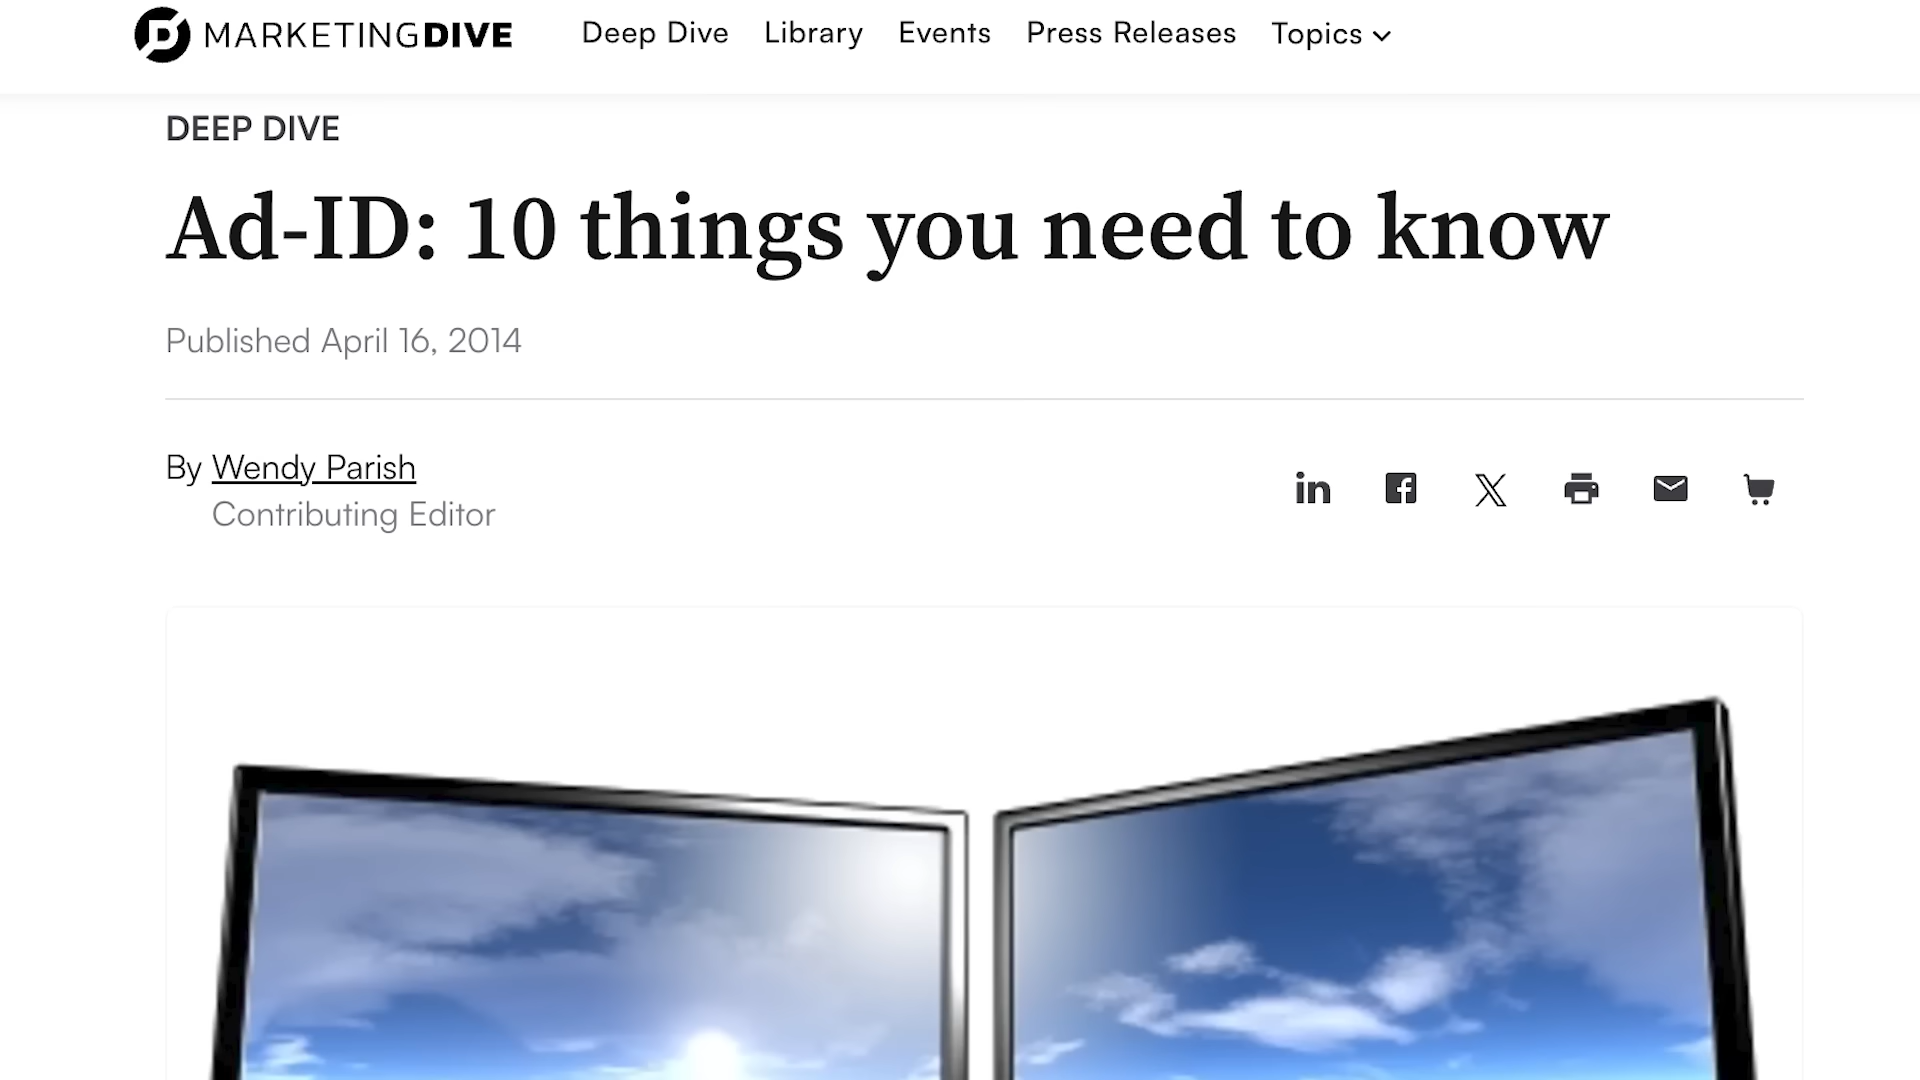 MARKETINGDIVE
Deep Dive Library Events Press Releases Topics
DEEP DIVE
Ad-ID: 10 things you need to know
Published April 16, 2014
By Wendy Parish
Contributing Editor